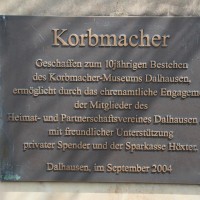 Korbmacher
Geschaffen zum 10jährigen Bestehen
des Korbmacher-Museums Dalhausen,
ermöglicht durch das ehrenamtliche Engagement
der Mitglieder des
Heimat- und Partnerschaftsvereines Dalhausen
mit freundlicher Unterstützung
privater Spender und der Sparkasse Höxter.
Dalhausen, im September 2004